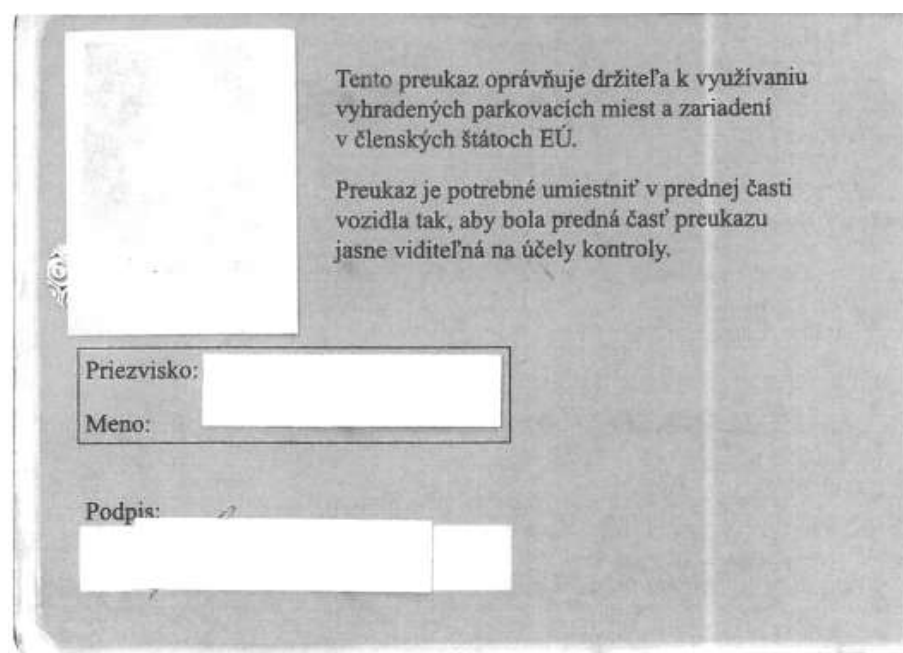 Tento preukaz oprávňuje držiteľa k využívaniu
vyhradených parkovacích miest a zariadení
v členských štátoch EÚ.
Preukaz je potrebné umiestniť v prednej časti
vozidla tak, aby bola predná časť preukazu
jasne viditeľná na účely kontroly.
Priezvisko:
Meno:
Podpis: